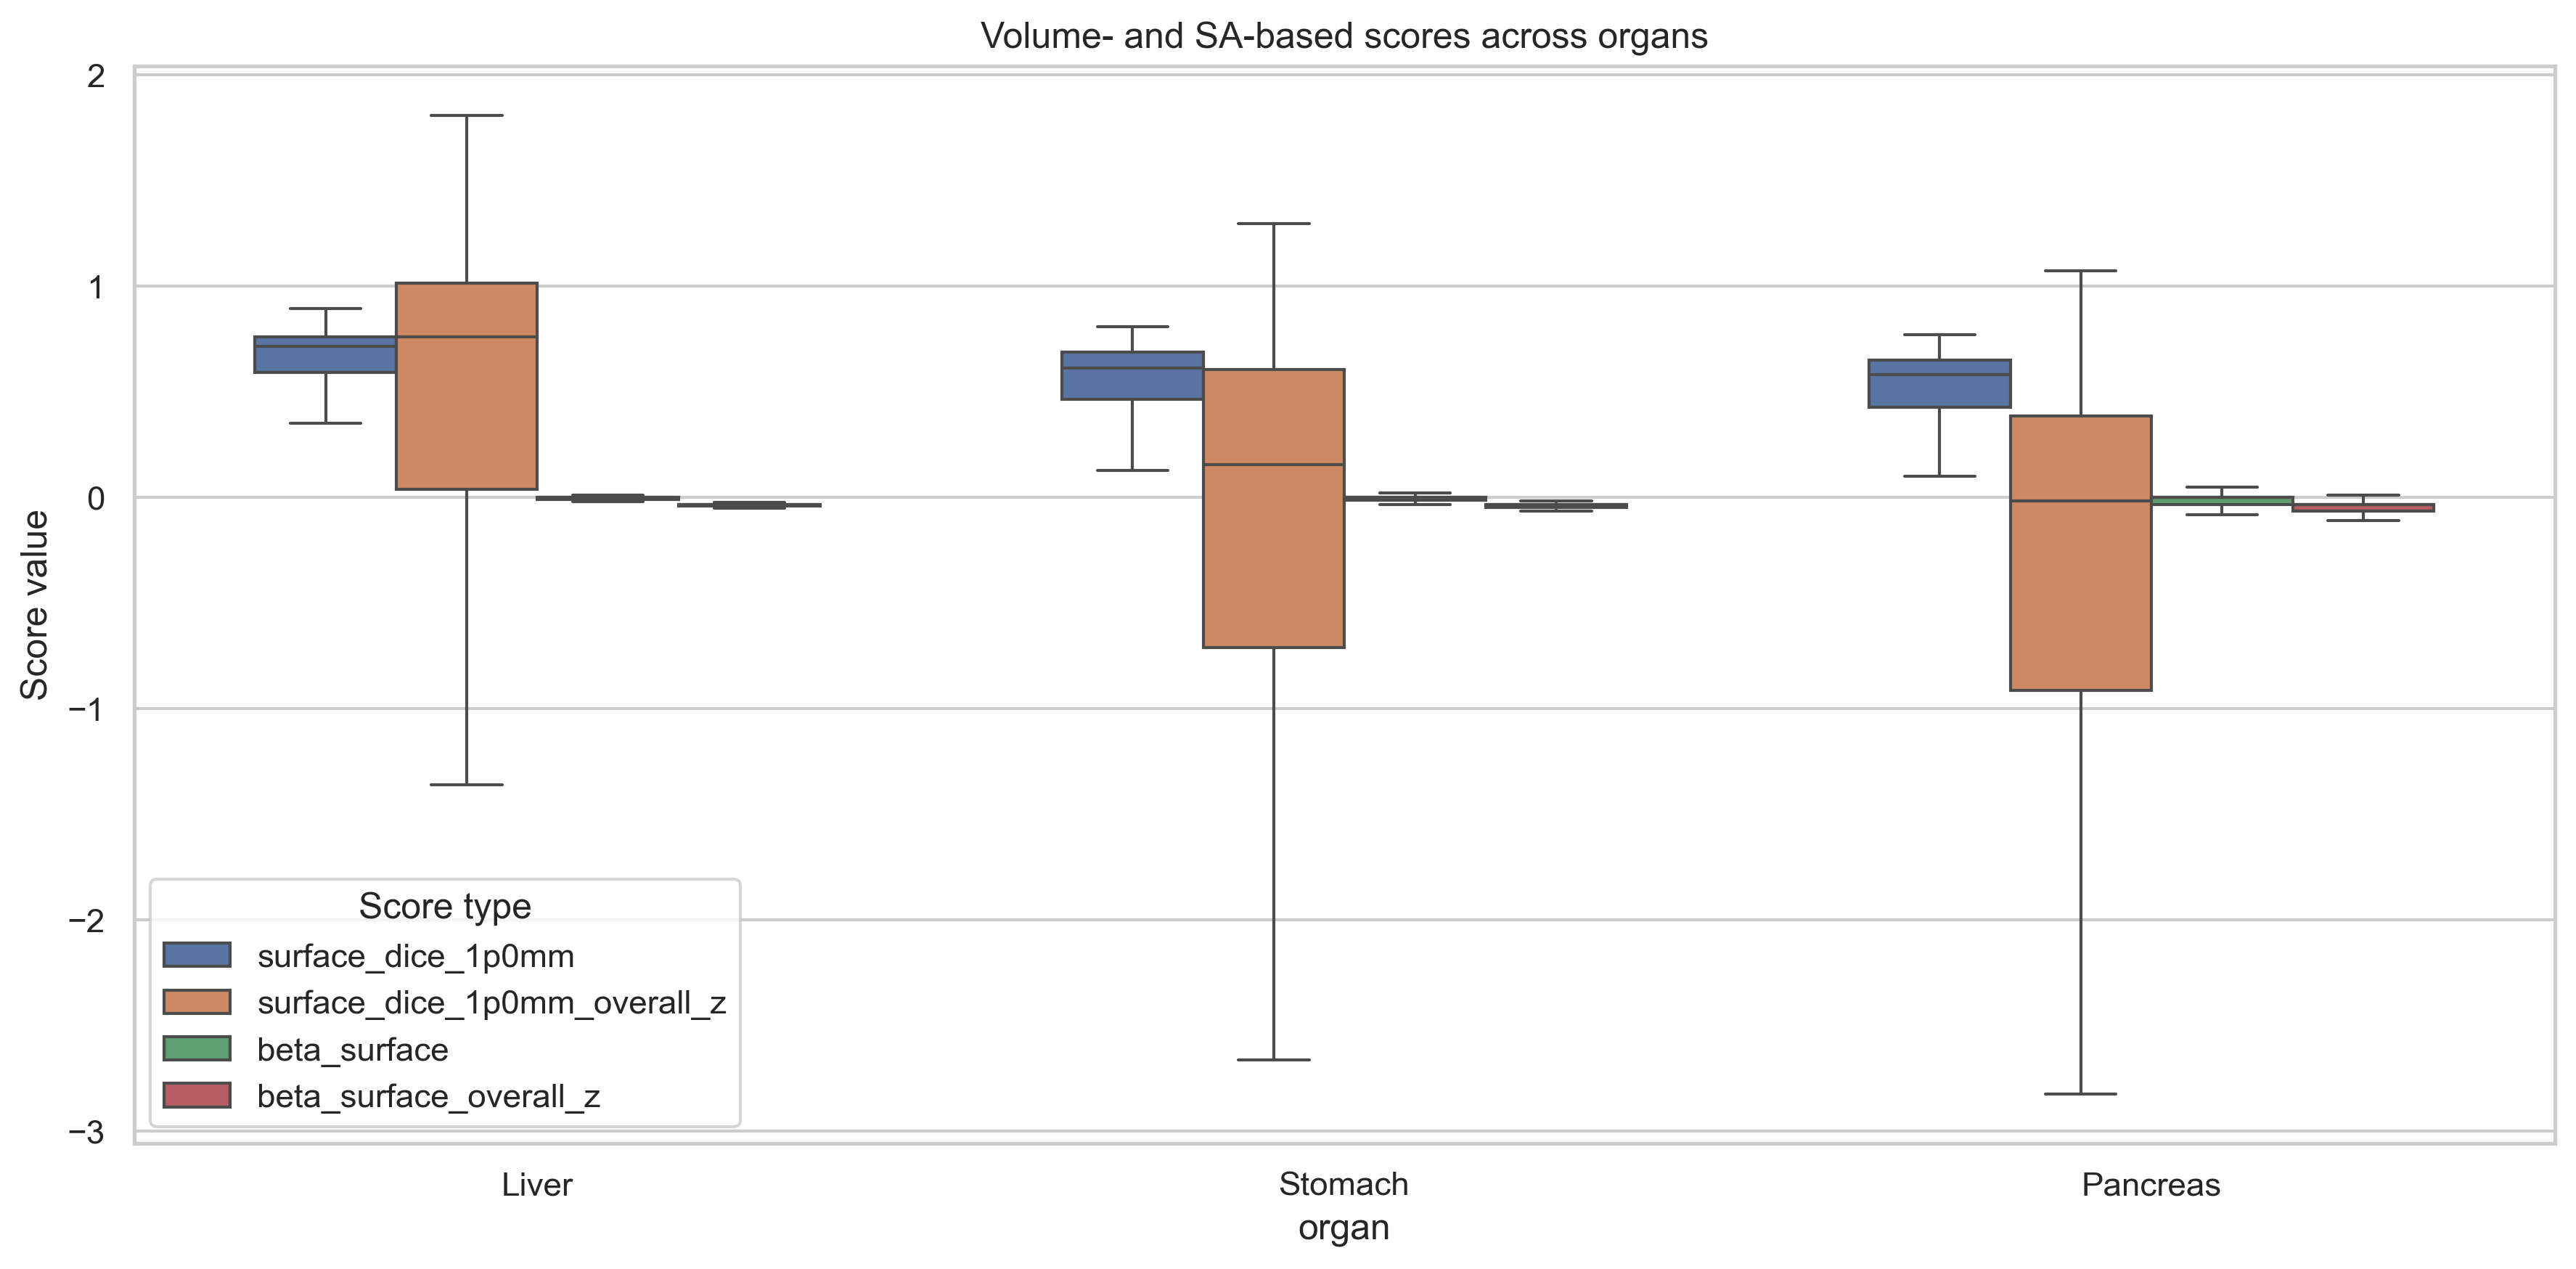 Volume- and SA-based scores across organs
2
1
0
−1
−2
−3
Score value
Score type
surface_dice_1p0mm
surface_dice_1p0mm_overall_z
beta_surface
beta_surface_overall_z
Liver
Stomach
Pancreas
organ